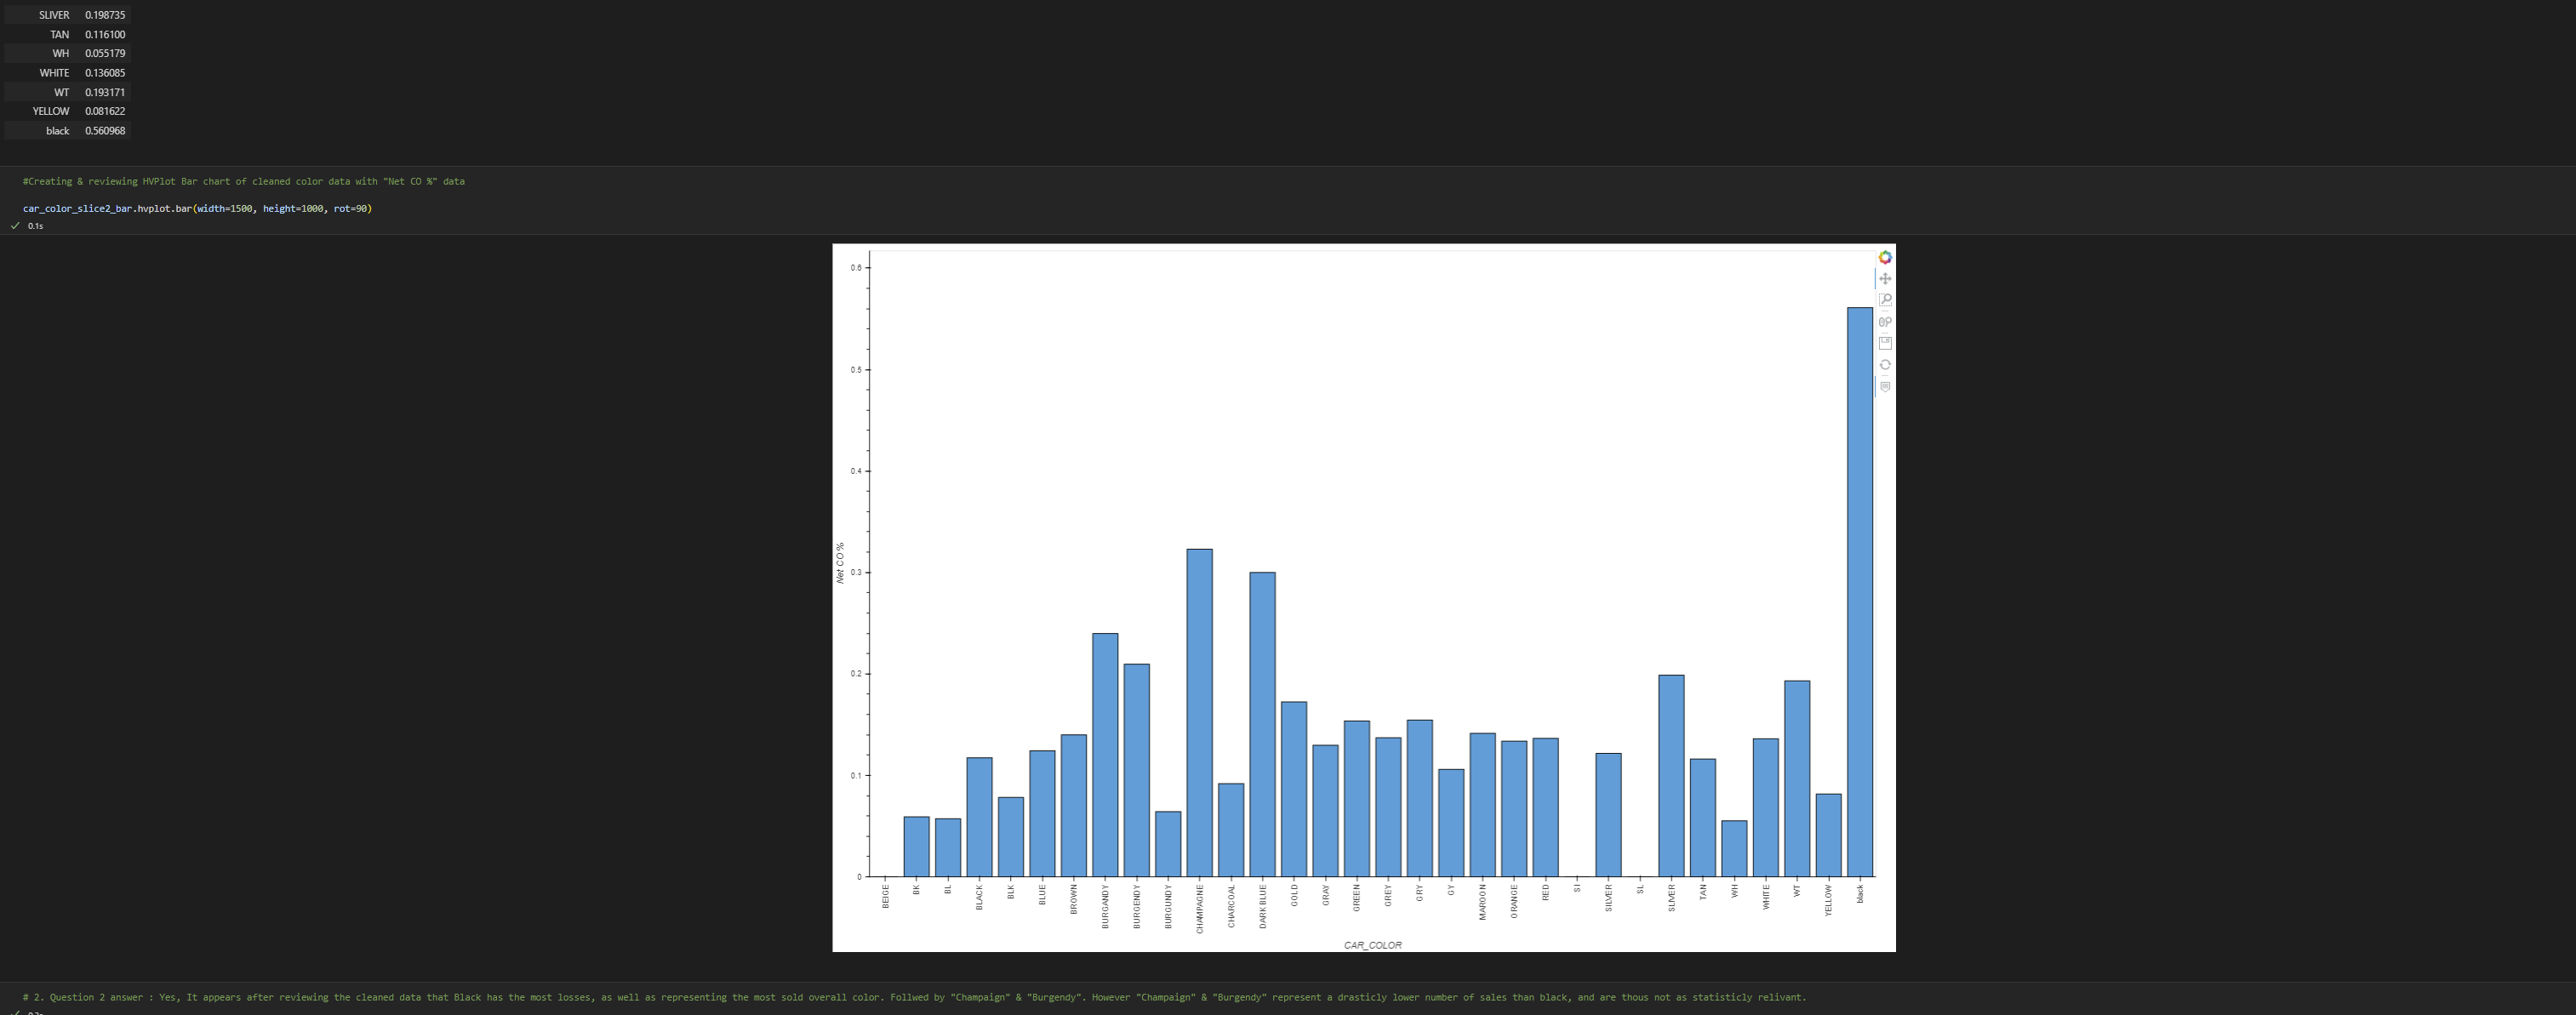 SLIVER 0.198735
TAN 0.116100
WH 0.055179
WHITE 0.136085
WT 0.193171
YELLOW 0.081622
black 0.560968
#Creating & reviewing HVPlot Bar chart of cleaned color data with "Net CO %" data
car_color_slice2_bar.hvplot.bar(width=1500, height=1000, rot=90)
0.1s
0.6
0.5
0.4
0.3
0.2
0.1
0
Net CO %
BEIGE
BK
BL
BLACK
BLK
BLUE
BROWN
BURGANDY
BURGENDY
BURGUNDY
CHAMPAGNE
CHARCOAL
DARK BLUE
GOLD
GRAY
GREEN
GREY
GRY
GY
MAROON
ORANGE
RED
SI
SILVER
SL
SLIVER
TAN
WH
WHITE
WT
YELLOW
black
CAR_COLOR
# 2. Question 2 answer : Yes, It appears after reviewing the cleaned data that Black has the most losses, as well as representing the most sold overall color. Follwed by "Champaign" & "Burgendy". However "Champaign" & "Burgendy" represent a drasticly lower number of sales than black, and are thous not as statisticly relivant.